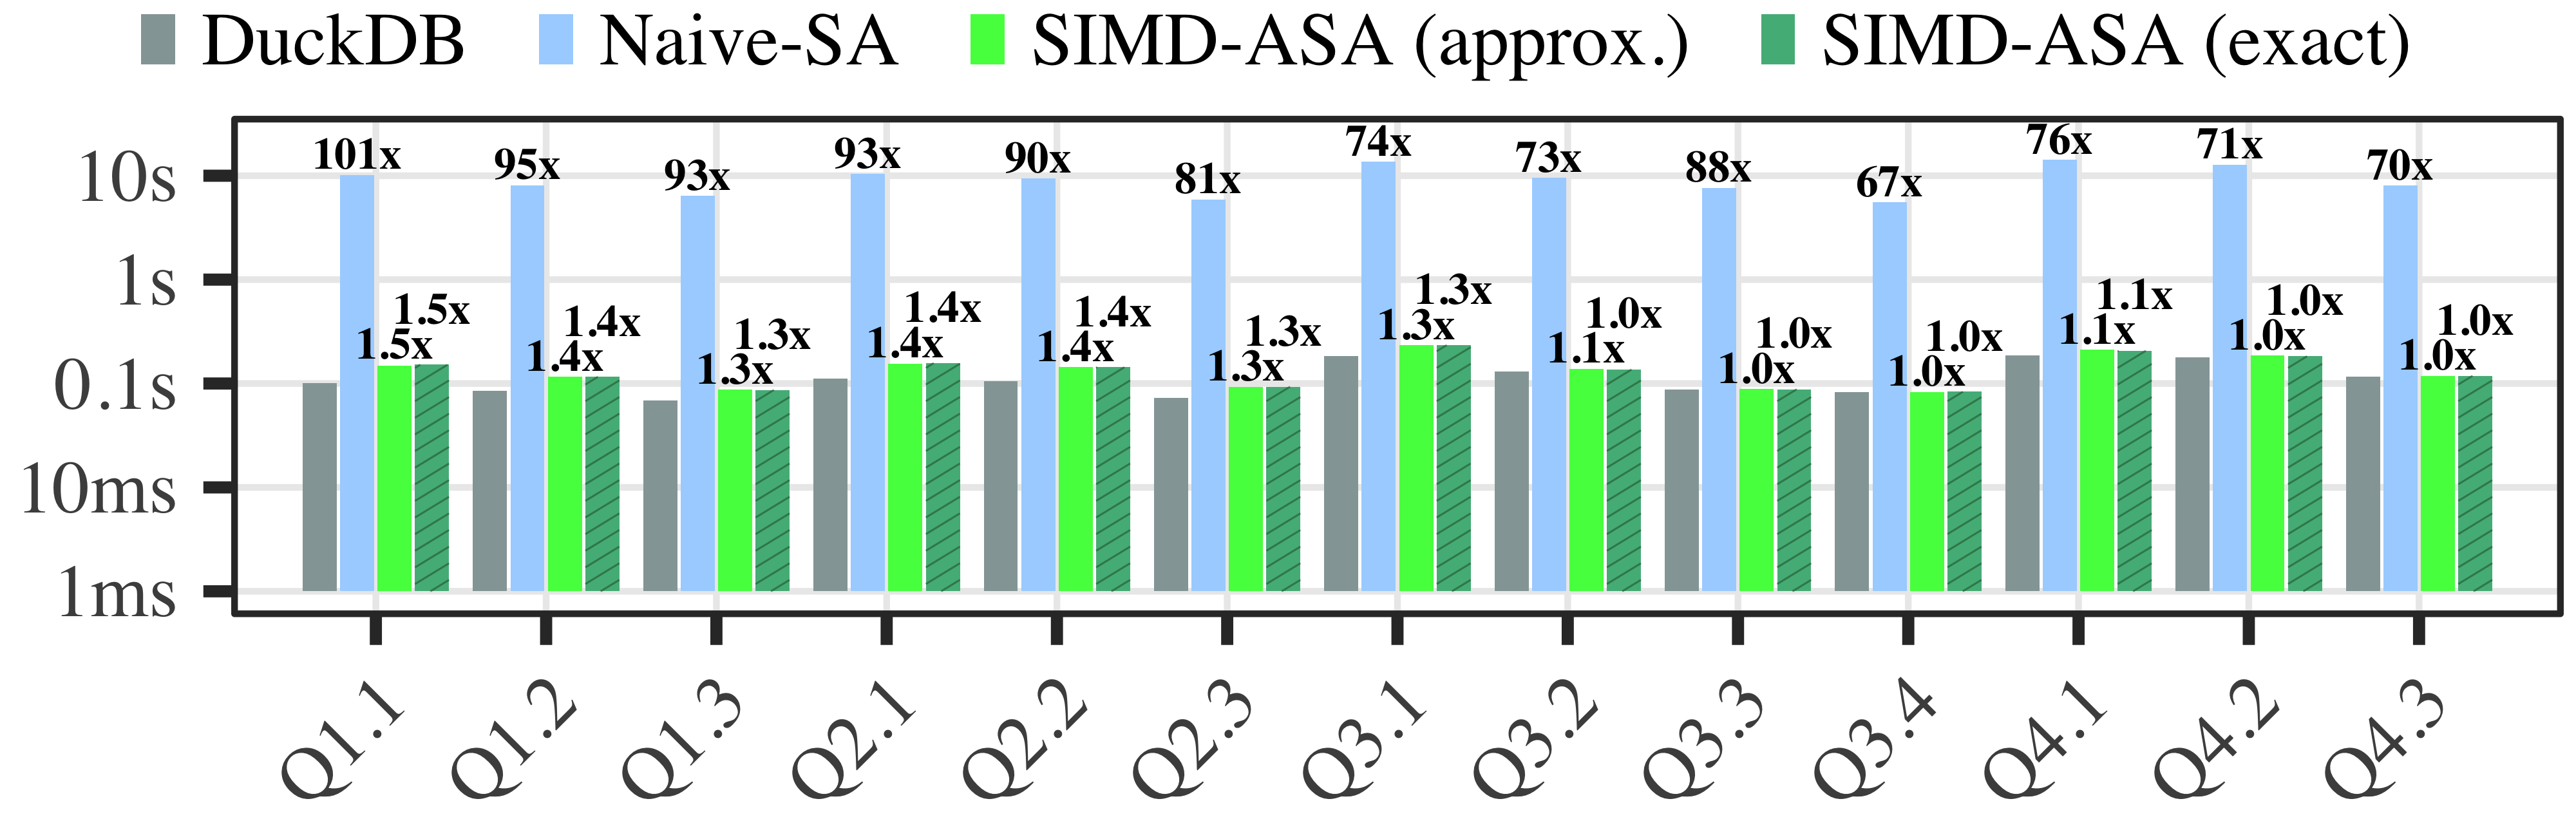 DuckDB Naive-SA SIMD-ASA (approx.) SIMD-ASA (exact)
10s
1s
0.1s
10ms
1ms
101x 1.5x 1.5x
95x 1.4x 1.4x
93x 1.3x 1.3x
93x 1.4x 1.4x
90x 1.4x 1.4x
81x 1.3x 1.3x
74x 1.3x 1.3x
73x 1.1x 1.0x
88x 1.0x 1.0x
67x 1.0x 1.0x
76x 1.1x 1.1x
71x 1.0x 1.0x
70x 1.0x 1.0x
Q1.1 Q1.2 Q1.3 Q2.1 Q2.2 Q2.3 Q3.1 Q3.2 Q3.3 Q3.4 Q4.1 Q4.2 Q4.3